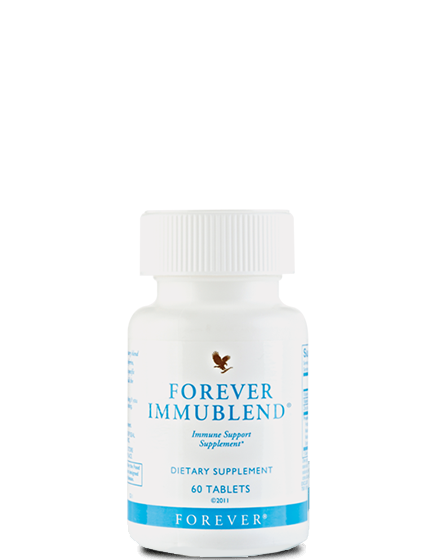 FOREVER
IMMUBLEND®
Immune Support
Supplement*
DIETARY SUPPLEMENT
60 TABLETS
©2011
FOREVER®